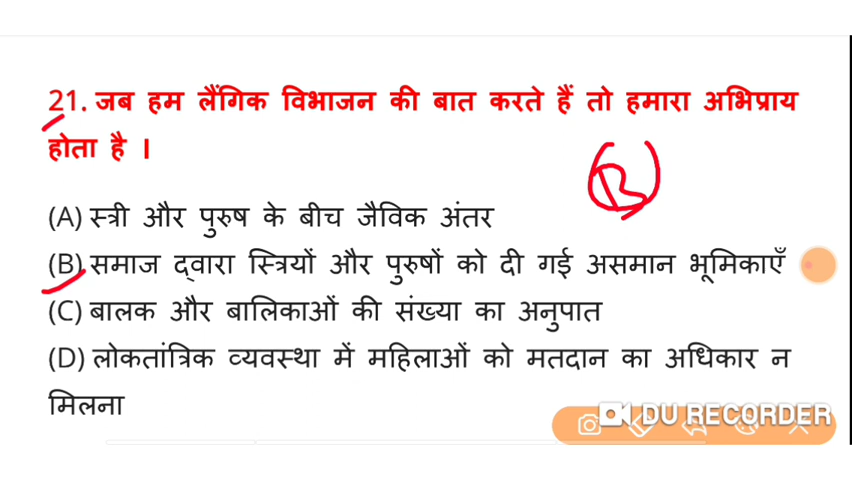 21. जब हम लैंगिक विभाजन की बात करते हैं तो हमारा अभिप्राय
होता है ।
(B)
(A) स्त्री और पुरुष के बीच जैविक अंतर
(B) समाज द्वारा स्त्रियों और पुरुषों को दी गई असमान भूमिकाएँ
(C) बालक और बालिकाओं की संख्या का अनुपात
(D) लोकतांत्रिक व्यवस्था में महिलाओं को मतदान का अधिकार न
मिलना
DU RECORDER